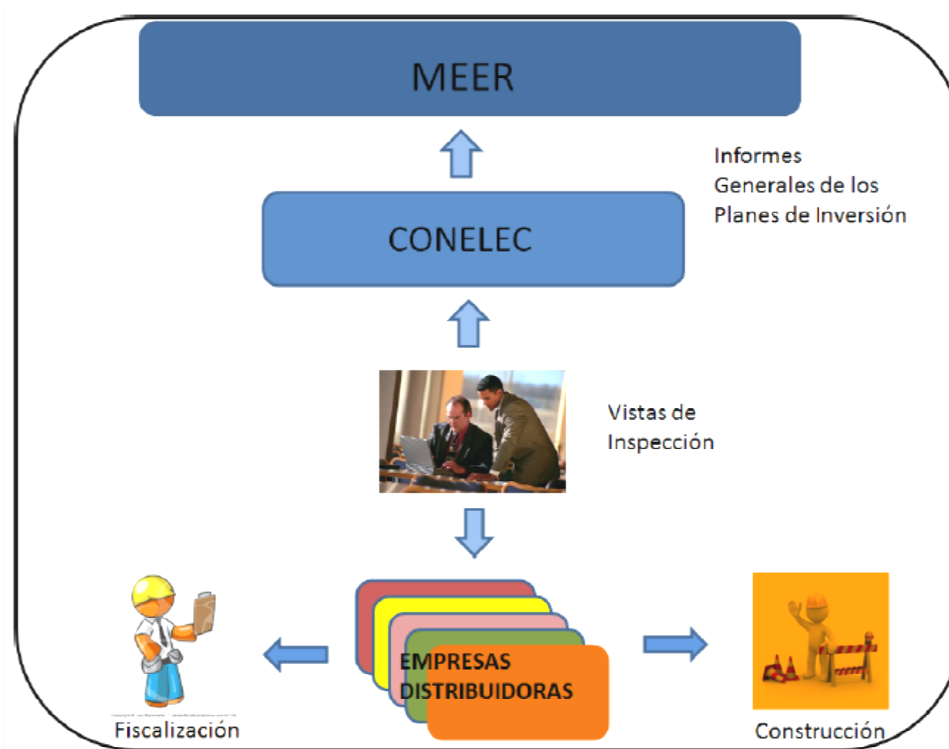 MEER
Informes
Generales de los
Planes de Inversión
CONELEC
Vistas de
Inspección
EMPRESAS
DISTRIBUIDORAS
Fiscalización
Construcción